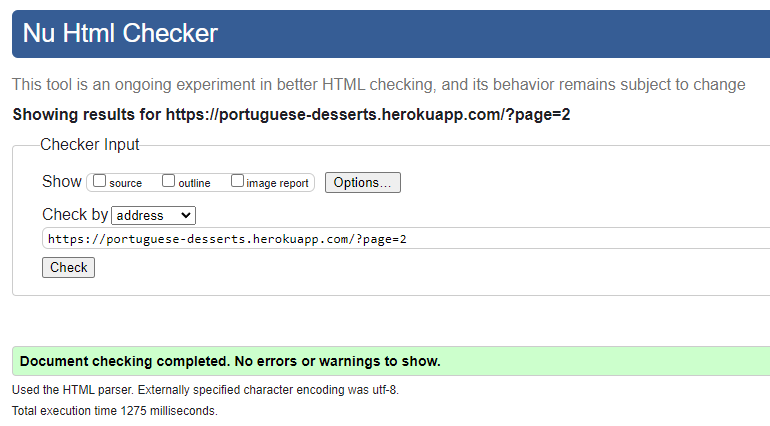 Nu Html Checker
This tool is an ongoing experiment in better HTML checking, and its behavior remains subject to change
Showing results for https://portuguese-desserts.herokuapp.com/?page=2
Checker Input
Show source outline image report Options...
Check by address
https://portuguese-desserts.herokuapp.com/?page=2
Check
Document checking completed. No errors or warnings to show.
Used the HTML parser. Externally specified character encoding was utf-8.
Total execution time 1275 milliseconds.